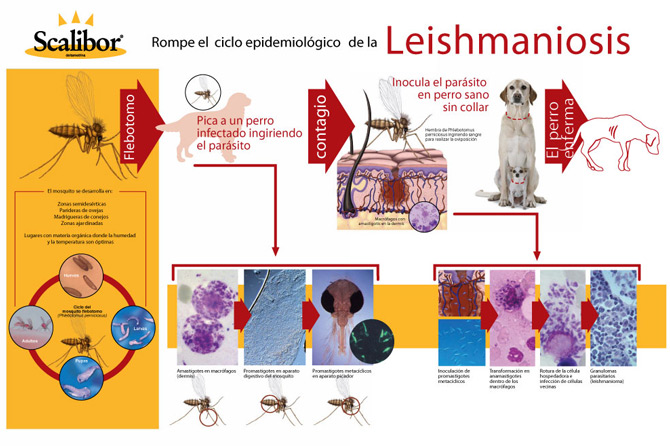 Scalibor®
Rompe el ciclo epidemiológico de la Leishmaniosis
Flebotomo
Pica a un perro
infectado ingiriendo
el parásito
contagio
Inocula el parásito
en perro sano
sin collar
El perro
enferma
Hembra de Phlebotomus
perniciosus ingiriendo sangre
para realizar la ovoposición
Macrófagos con
amastigotes en la dermis
El mosquito se desarrolla en:
Zonas semidesérticas
Parideras de ovejas
Madrigueras de conejos
Zonas ajardinadas
Lugares con matería orgánica donde la humedad
y la temperatura son óptimas
Huevos
Ciclo del
mosquito flebotomo
(Phlebotomus perniciosus)
Adultos
Larvas
Pupas
Amastigotes en macrófagos
(dermis)
Promastigotes en aparato
digestivo del mosquito
Promastigotes metacíclicos
en aparato picador
Inoculación de
promastigotes
metacíclicos
Transformación en
amamastigotes
dentro de los
macrófagos
Rotura de la célula
hospedadora e
infección de células
vecinas
Granulomas
parasitarios
(leishmanioma)